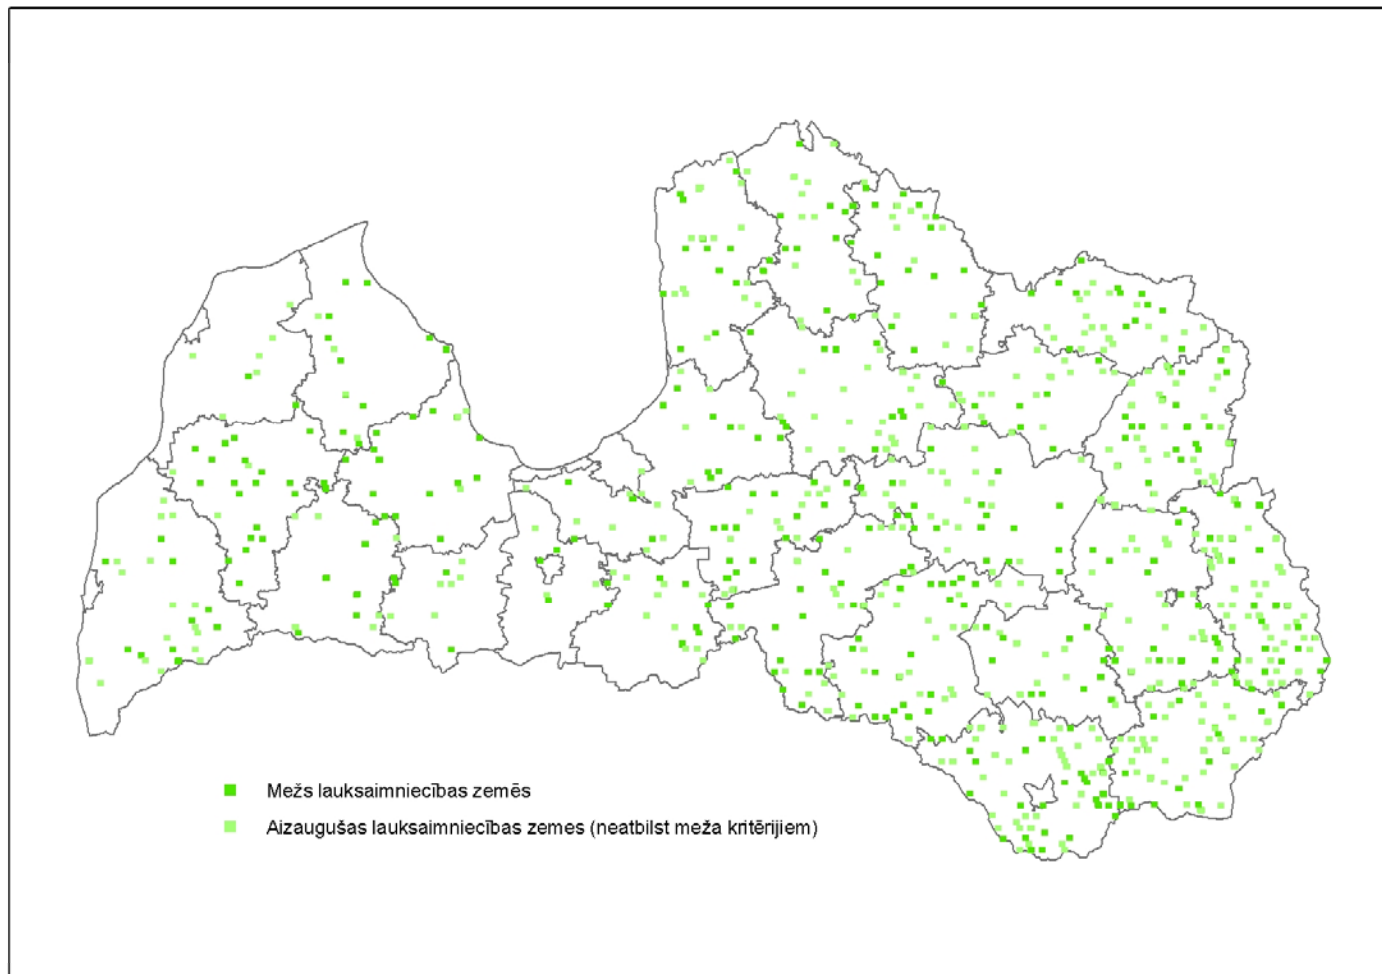 Mežs lauksaimniecības zemēs
Aizaugušas lauksaimniecības zemes (neatbilst meža kritērijiem)